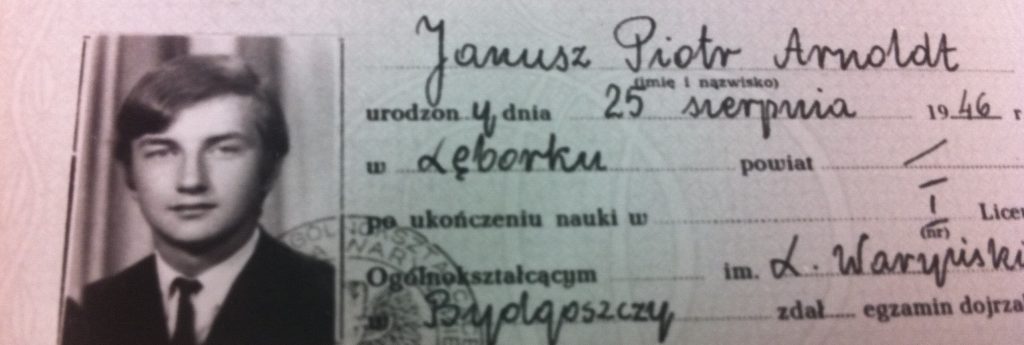 Janusz Piotr Arnoldt
(imię i nazwisko)
urodzony dnia 25 sierpnia 1946 r
w Lęborku powiat —
po ukończeniu nauki w I Licen
(nr)
Ogólnokształcącym im. L. Waryński
w Bydgoszczy zdał.... egzamin dojrza